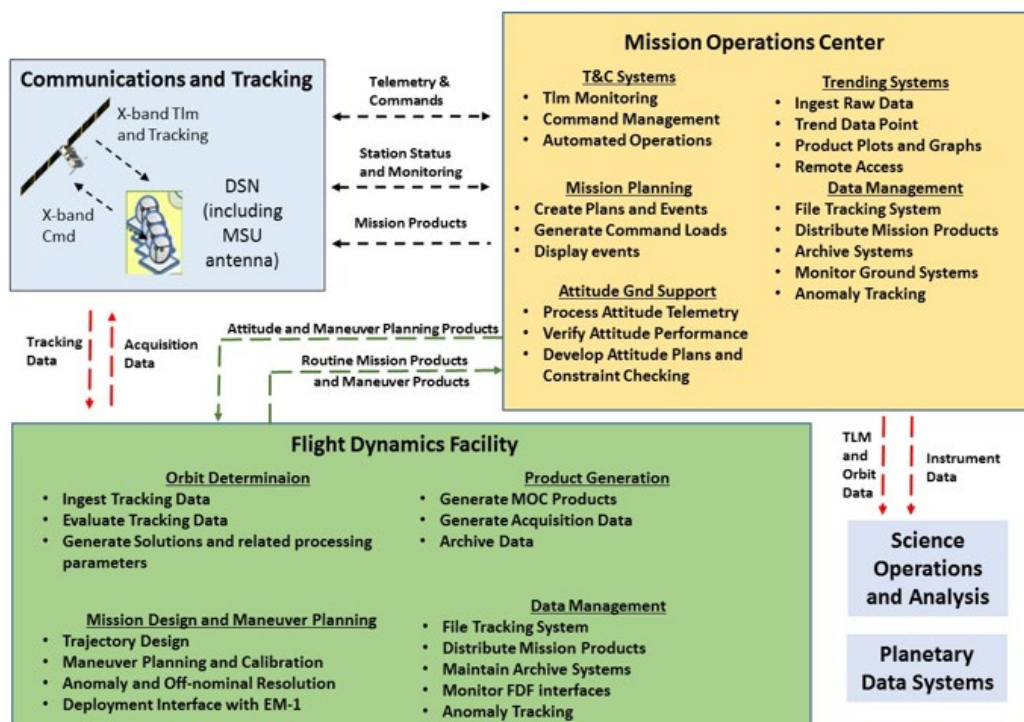 Communications and Tracking
X-band Tlm
and Tracking
X-band
Cmd
DSN
(including
MSU
antenna)
Telemetry &
Commands
Station Status
and Monitoring
Mission Products
Mission Operations Center
T&C Systems
• Tlm Monitoring
• Command Management
• Automated Operations
Mission Planning
• Create Plans and Events
• Generate Command Loads
• Display events
Attitude Gnd Support
• Process Attitude Telemetry
• Verify Attitude Performance
• Develop Attitude Plans and
Constraint Checking
Trending Systems
• Ingest Raw Data
• Trend Data Point
• Product Plots and Graphs
• Remote Access
Data Management
• File Tracking System
• Distribute Mission Products
• Archive Systems
• Monitor Ground Systems
• Anomaly Tracking
Tracking
Data
Acquisition
Data
Attitude and Maneuver Planning Products
Routine Mission Products
and Maneuver Products
Flight Dynamics Facility
Orbit Determinaion
• Ingest Tracking Data
• Evaluate Tracking Data
• Generate Solutions and related processing
parameters
Mission Design and Maneuver Planning
• Trajectory Design
• Maneuver Planning and Calibration
• Anomaly and Off-nominal Resolution
• Deployment Interface with EM-1
Product Generation
• Generate MOC Products
• Generate Acquisition Data
• Archive Data
Data Management
• File Tracking System
• Distribute Mission Products
• Maintain Archive Systems
• Monitor FDF interfaces
• Anomaly Tracking
TLM
and
Orbit
Data
Instrument
Data
Science
Operations
and Analysis
Planetary
Data Systems